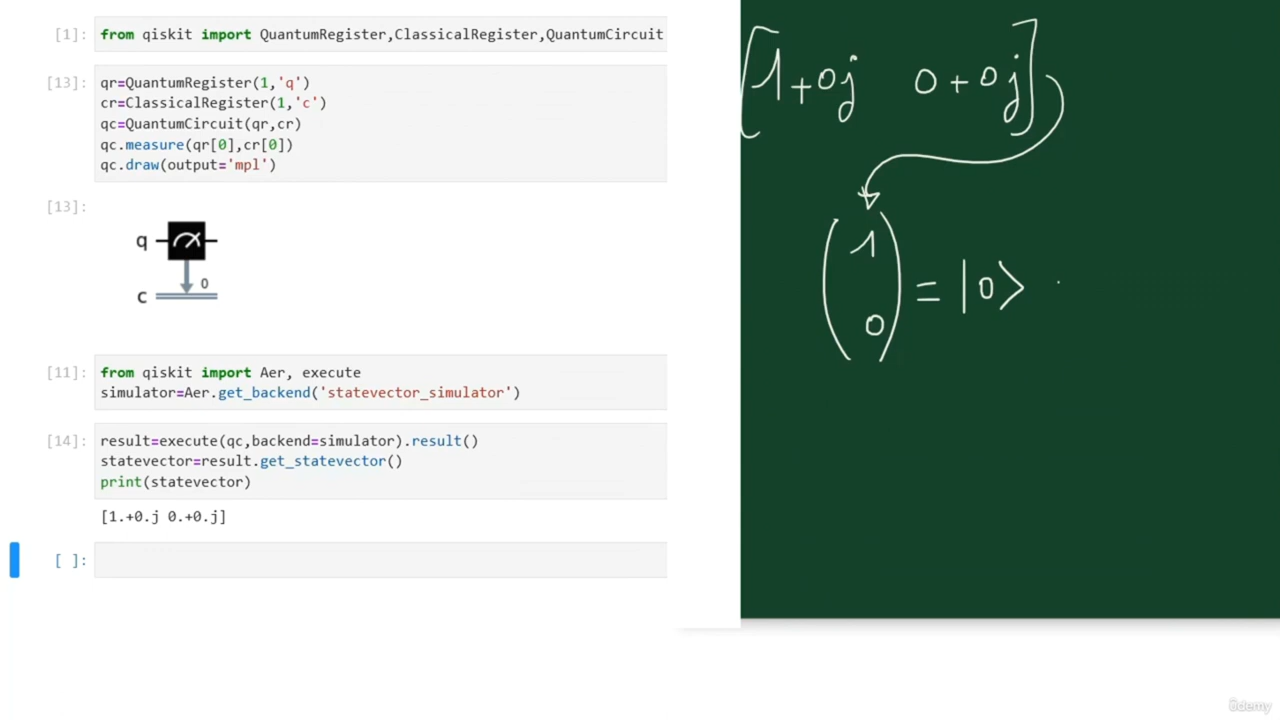 [1]: from qiskit import QuantumRegister,ClassicalRegister,QuantumCircuit
[13]: qr=QuantumRegister(1,'q')
cr=ClassicalRegister(1,'c')
qc=QuantumCircuit(qr,cr)
qc.measure(qr[0],cr[0])
qc.draw(output='mpl')
[13]:
q
0
c
[11]: from qiskit import Aer, execute
simulator=Aer.get_backend('statevector_simulator')
[14]: result=execute(qc,backend=simulator).result()
statevector=result.get_statevector()
print(statevector)
[1.+0.j 0.+0.j]
[ ]:
[1+0j 0+0j]
(1
0) = |0>
ûdemy